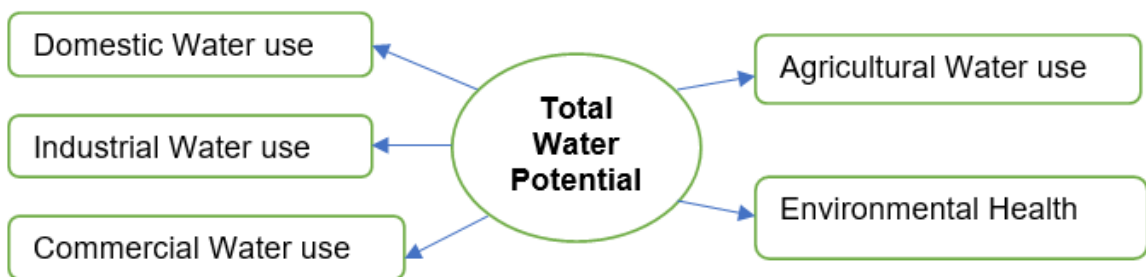 Domestic Water use
Industrial Water use
Commercial Water use
Total
Water
Potential
Agricultural Water use
Environmental Health